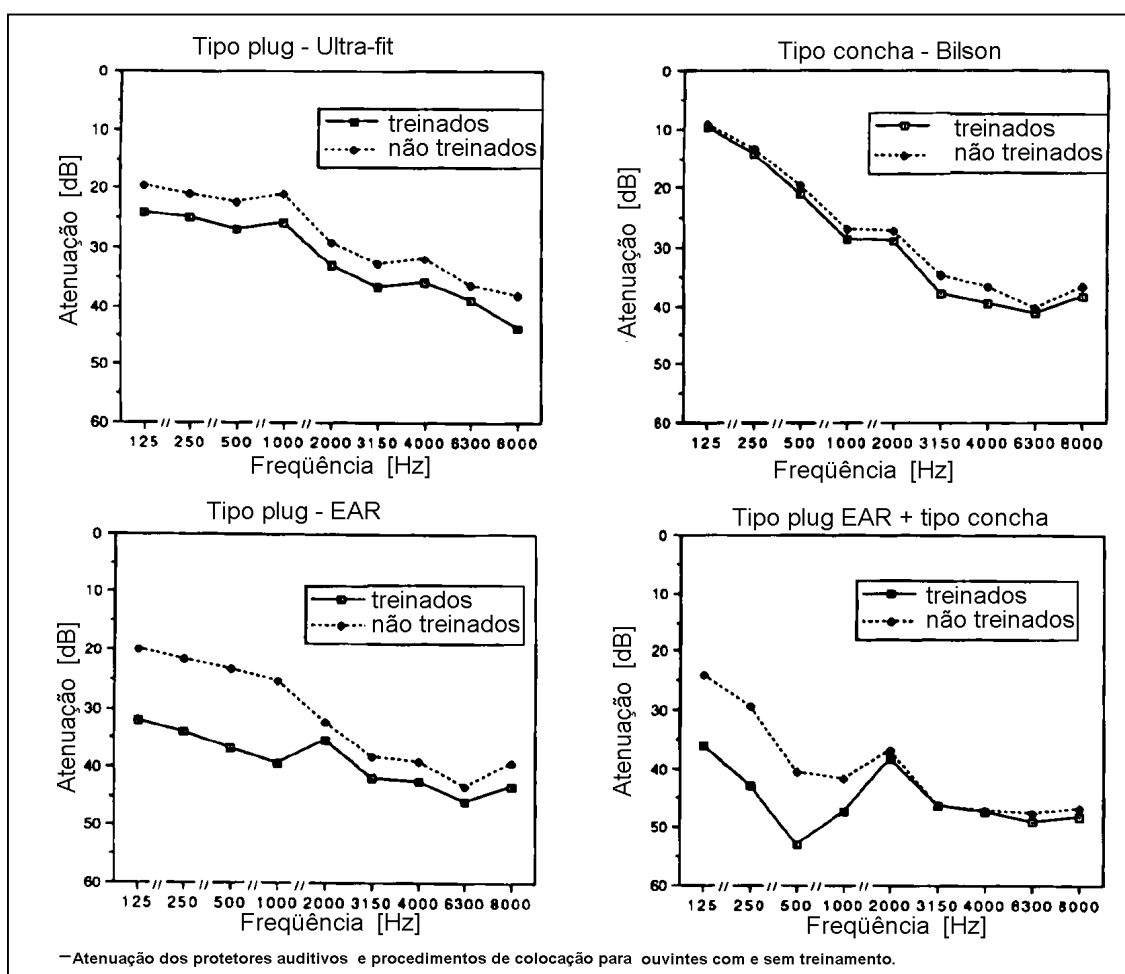 Tipo plug - Ultra-fit
Atenuação [dB]
0
10
20
30
40
50
60
treinados
não treinados
125 250 500 1000 2000 3150 4000 6300 8000
Freqüência [Hz]
Tipo concha - Bilson
Atenuação [dB]
0
10
20
30
40
50
60
treinados
não treinados
125 250 500 1000 2000 3150 4000 6300 8000
Freqüência [Hz]
Tipo plug - EAR
Atenuação [dB]
0
10
20
30
40
50
60
treinados
não treinados
125 250 500 1000 2000 3150 4000 6300 8000
Freqüência [Hz]
Tipo plug EAR + tipo concha
Atenuação [dB]
0
10
20
30
40
50
60
treinados
não treinados
125 250 500 1000 2000 3150 4000 6300 8000
Freqüência [Hz]
–Atenuação dos protetores auditivos e procedimentos de colocação para ouvintes com e sem treinamento.